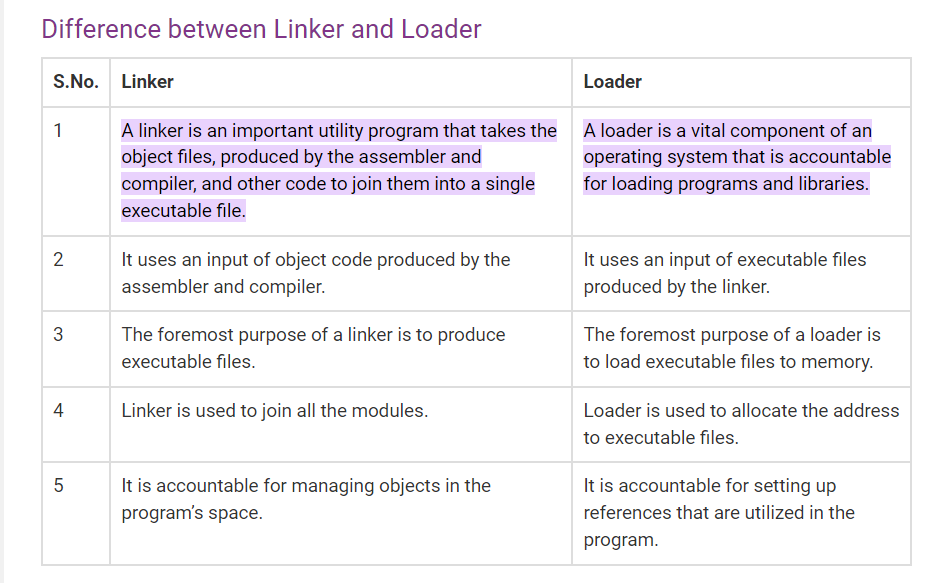 Difference between Linker and Loader
S.No. Linker Loader
1 A linker is an important utility program that takes the
object files, produced by the assembler and
compiler, and other code to join them into a single
executable file.
A loader is a vital component of an
operating system that is accountable
for loading programs and libraries.
2 It uses an input of object code produced by the
assembler and compiler.
It uses an input of executable files
produced by the linker.
3 The foremost purpose of a linker is to produce
executable files.
The foremost purpose of a loader is
to load executable files to memory.
4 Linker is used to join all the modules.
Loader is used to allocate the address
to executable files.
5 It is accountable for managing objects in the
program’s space.
It is accountable for setting up
references that are utilized in the
program.